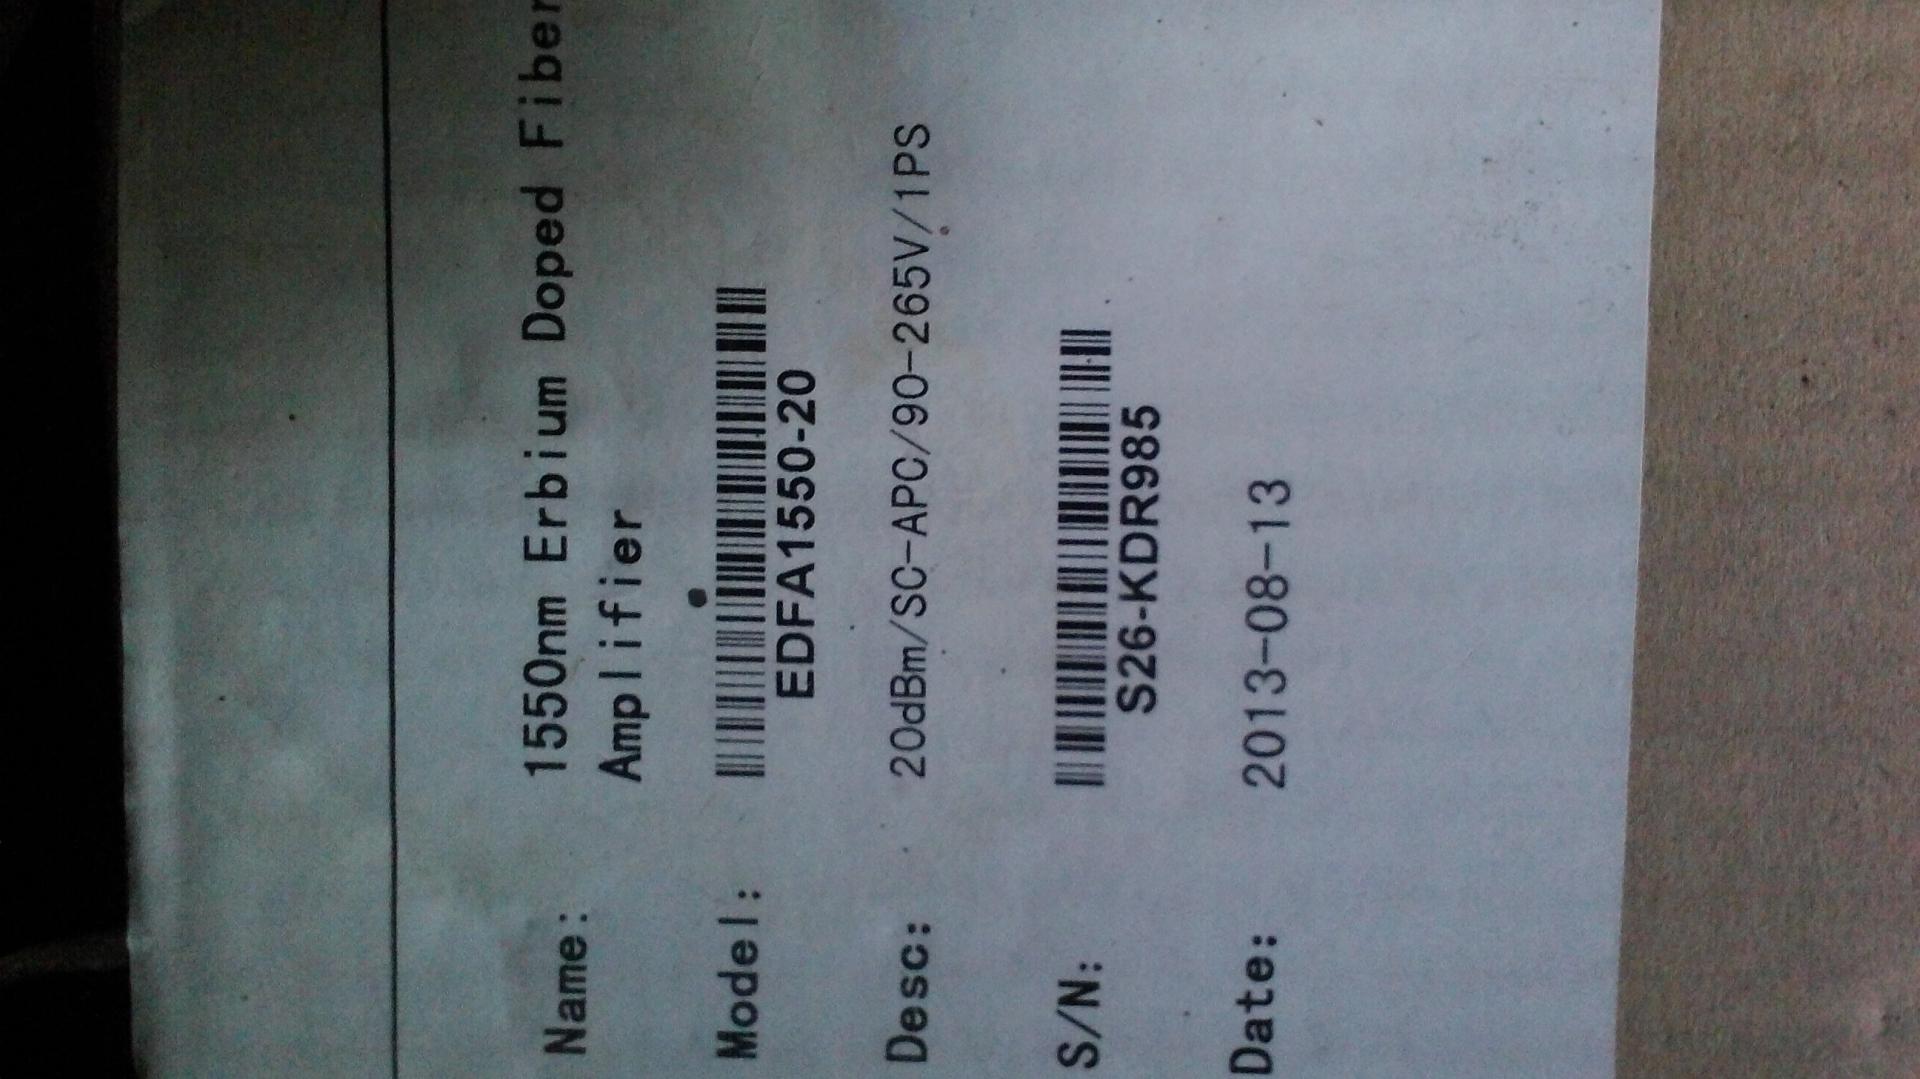 Name: 1550nm Erbium Doped Fiber
Amplifier
Model:
EDFA1550-20
Desc: 20dBm/SC-APC/90-265V/1PS
S/N:
S26-KDR985
Date: 2013-08-13